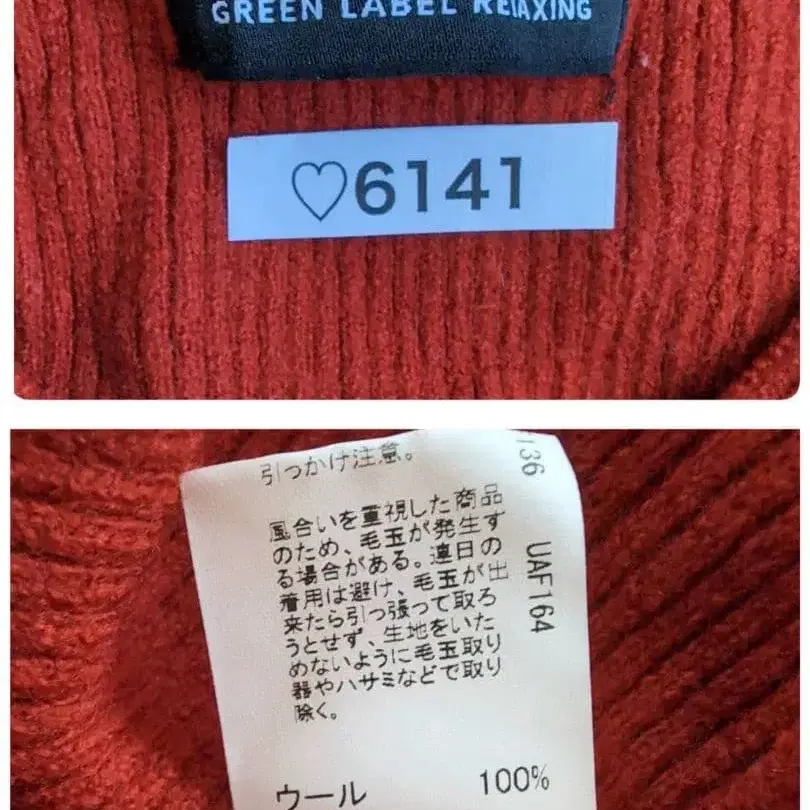 GREEN LABEL RELAXING
♡6141
引っかけ注意。
風合いを重視した商品
のため、毛玉が発生す
る場合がある。連日の
着用は避け、毛玉が出
来たら引っ張って取ろ
うとせず、生地をいた
めないように毛玉取り
器やハサミなどで取り
除く。
ウール 100%
136 UAF164